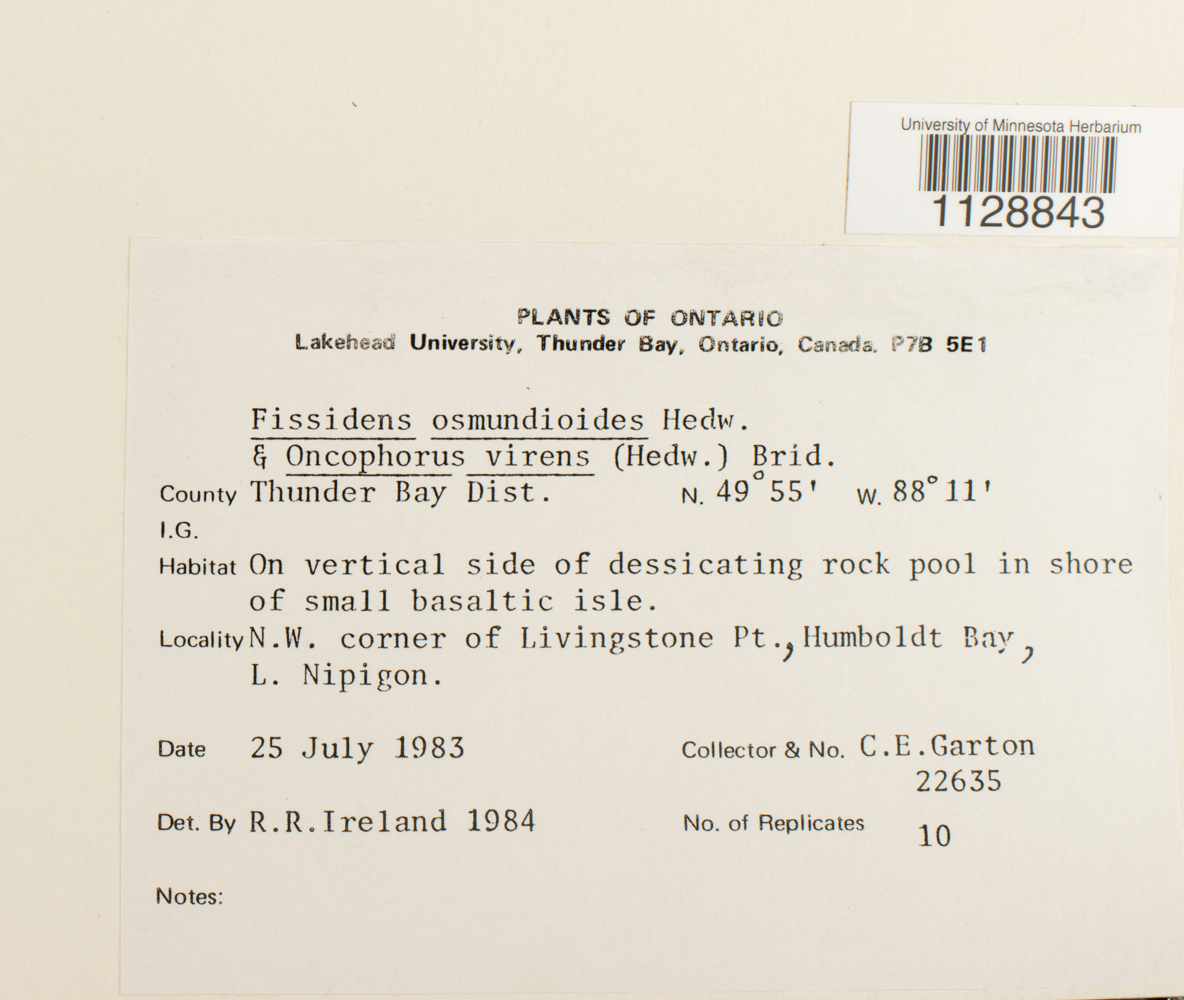 University of Minnesota Herbarium
1128843
PLANTS OF ONTARIO
Lakehead University, Thunder Bay, Ontario, Canada. P7B 5E1
Fissidens osmundioides Hedw.
& Oncophorus virens (Hedw.) Brid.
County Thunder Bay Dist. N. 49°55' W. 88°11'
I.G.
Habitat On vertical side of dessicating rock pool in shore
of small basaltic isle.
Locality N.W. corner of Livingstone Pt., Humboldt Bay,
L. Nipigon.
Date 25 July 1983 Collector & No. C.E.Garton
22635
Det. By R.R.Ireland 1984 No. of Replicates 10
Notes: